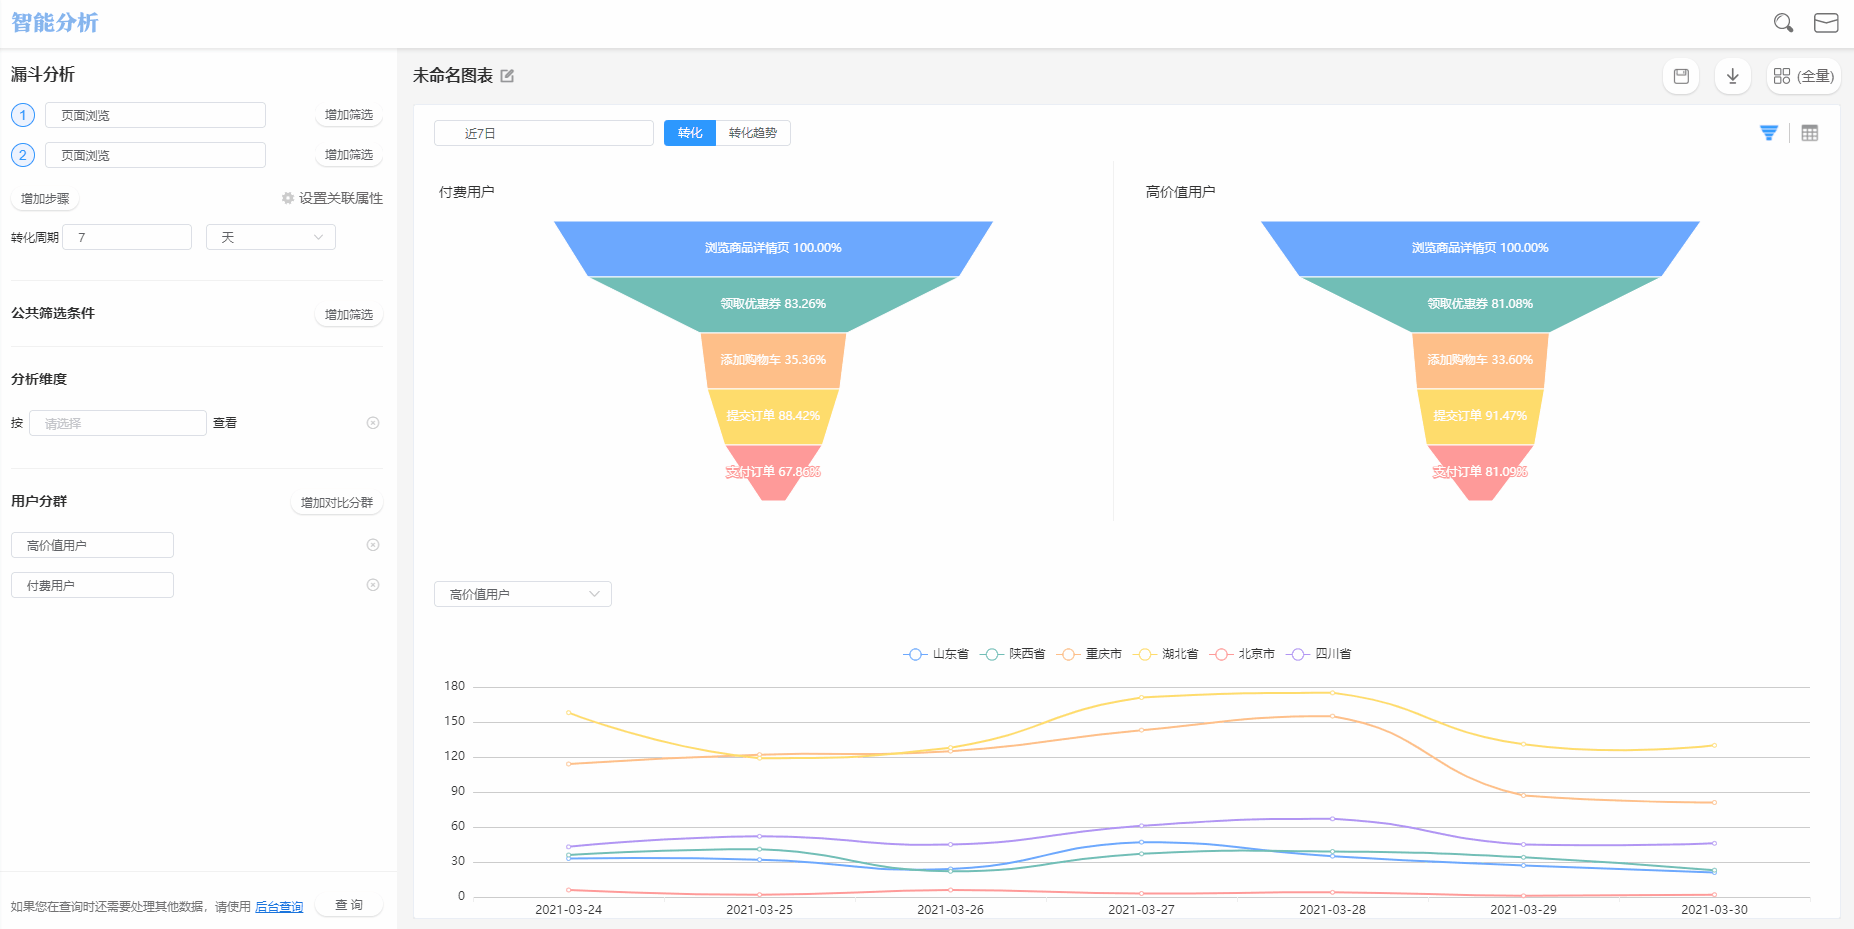 智能分析
漏斗分析
1 页面浏览 增加筛选
2 页面浏览 增加筛选
增加步骤 设置关联属性
转化周期 7 天
公共筛选条件 增加筛选
分析维度
按 请选择 查看
用户分群 增加对比分群
高价值用户
付费用户
如果您在查询时还需要处理其他数据，请使用 后台查询 查 询
未命名图表 (全量)
近7日 转化 转化趋势
付费用户
浏览商品详情页 100.00%
领取优惠券 83.26%
添加购物车 35.36%
提交订单 88.42%
支付订单 67.86%
高价值用户
浏览商品详情页 100.00%
领取优惠券 81.08%
添加购物车 33.60%
提交订单 91.47%
支付订单 81.09%
高价值用户
山东省 陕西省 重庆市 湖北省 北京市 四川省
180
150
120
90
60
30
0
2021-03-24 2021-03-25 2021-03-26 2021-03-27 2021-03-28 2021-03-29 2021-03-30